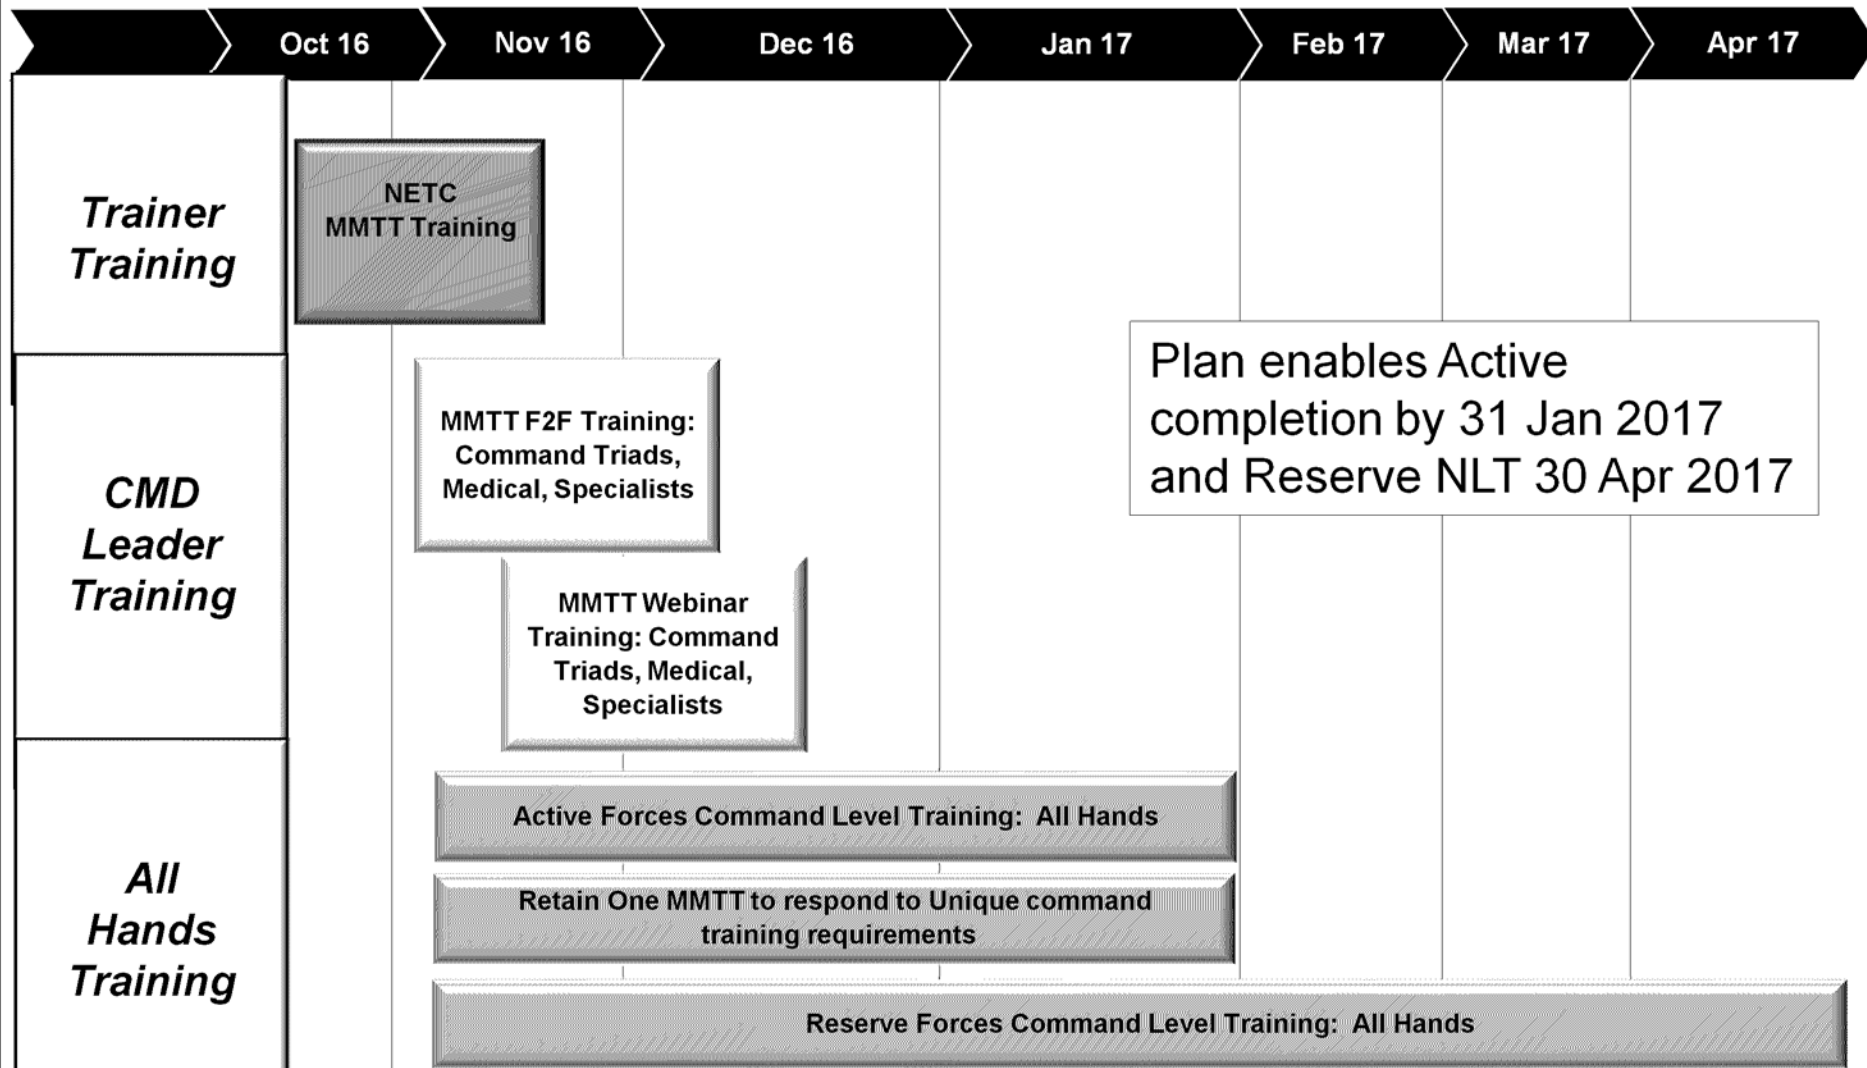 Oct 16
Nov 16
Dec 16
Jan 17
Feb 17
Mar 17
Apr 17
Trainer
Training
NETC
MMTT Training
Plan enables Active
completion by 31 Jan 2017
and Reserve NLT 30 Apr 2017
CMD
Leader
Training
MMTT F2F Training:
Command Triads,
Medical, Specialists
MMTT Webinar
Training: Command
Triads, Medical,
Specialists
All
Hands
Training
Active Forces Command Level Training:  All Hands
Retain One MMTT to respond to Unique command
training requirements
Reserve Forces Command Level Training:  All Hands